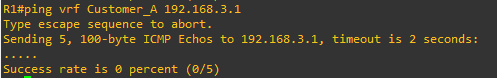 R1#ping vrf Customer_A 192.168.3.1
Type escape sequence to abort.
Sending 5, 100-byte ICMP Echos to 192.168.3.1, timeout is 2 seconds:
.....
Success rate is 0 percent (0/5)